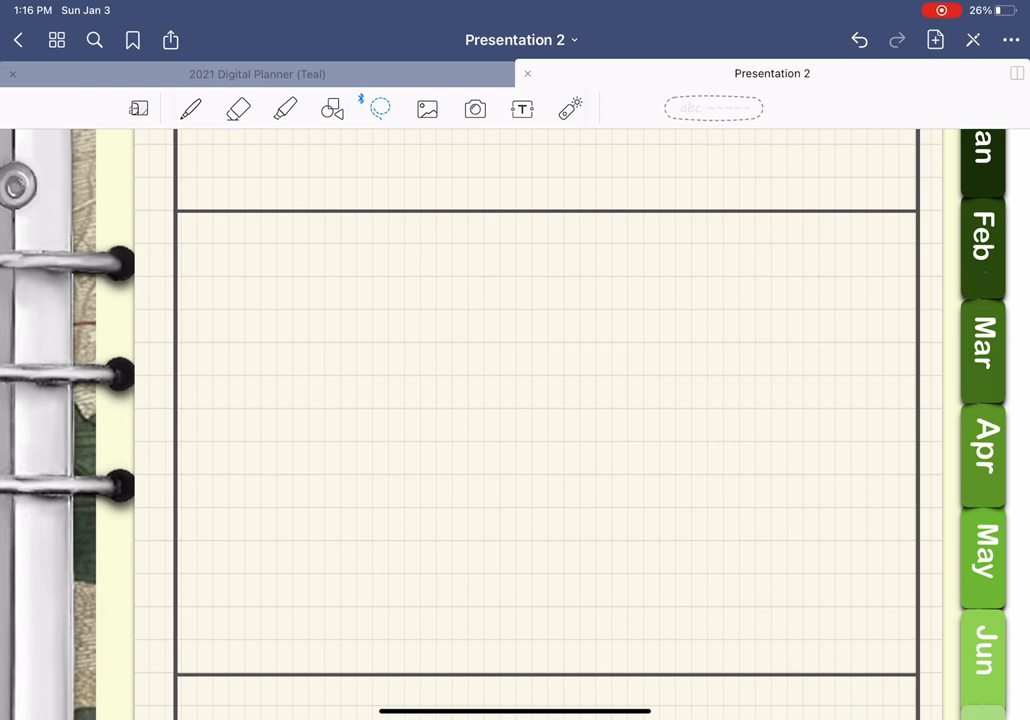 1:16 PM Sun Jan 3
26%
Presentation 2
2021 Digital Planner (Teal)
Presentation 2
T
abc
an
Feb
Mar
Apr
May
Jun